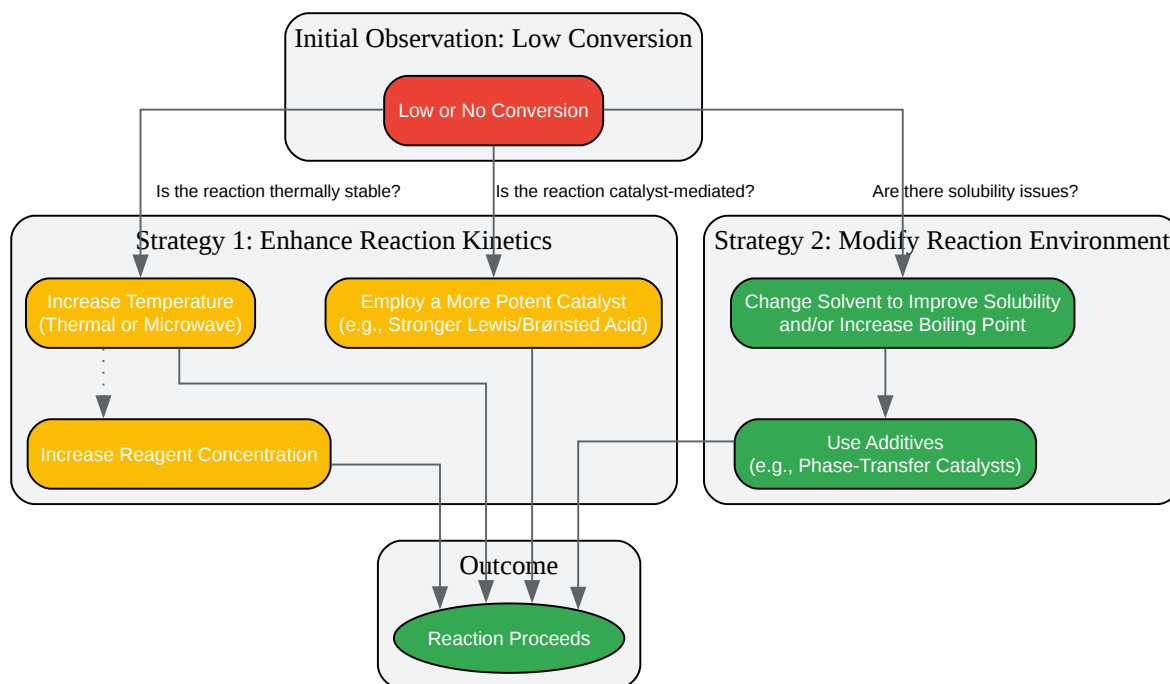 Initial Observation: Low Conversion
Low or No Conversion
Is the reaction thermally stable?
Is the reaction catalyst-mediated?
Are there solubility issues?
Strategy 1: Enhance Reaction Kinetics
Strategy 2: Modify Reaction Environment
Increase Temperature
(Thermal or Microwave)
Employ a More Potent Catalyst
(e.g., Stronger Lewis/Brønsted Acid)
Change Solvent to Improve Solubility
and/or Increase Boiling Point
Increase Reagent Concentration
Use Additives
(e.g., Phase-Transfer Catalysts)
Outcome
Reaction Proceeds